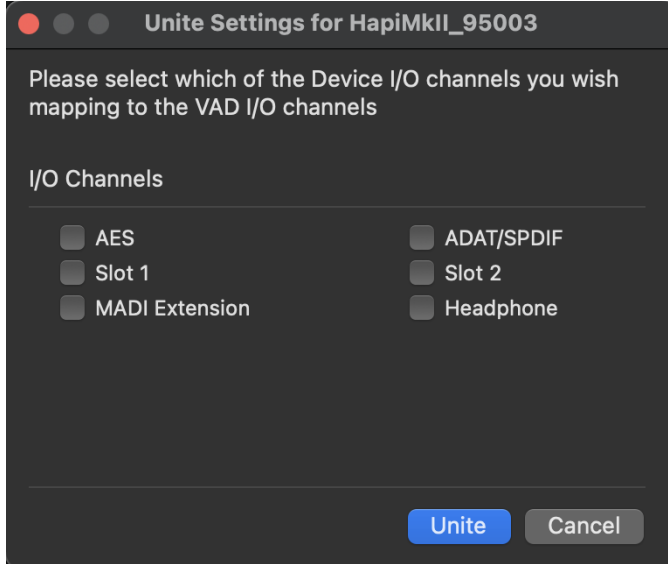 Unite Settings for HapiMkII_95003
Please select which of the Device I/O channels you wish
mapping to the VAD I/O channels
I/O Channels
AES
ADAT/SPDIF
Slot 1
Slot 2
MADI Extension
Headphone
Unite
Cancel